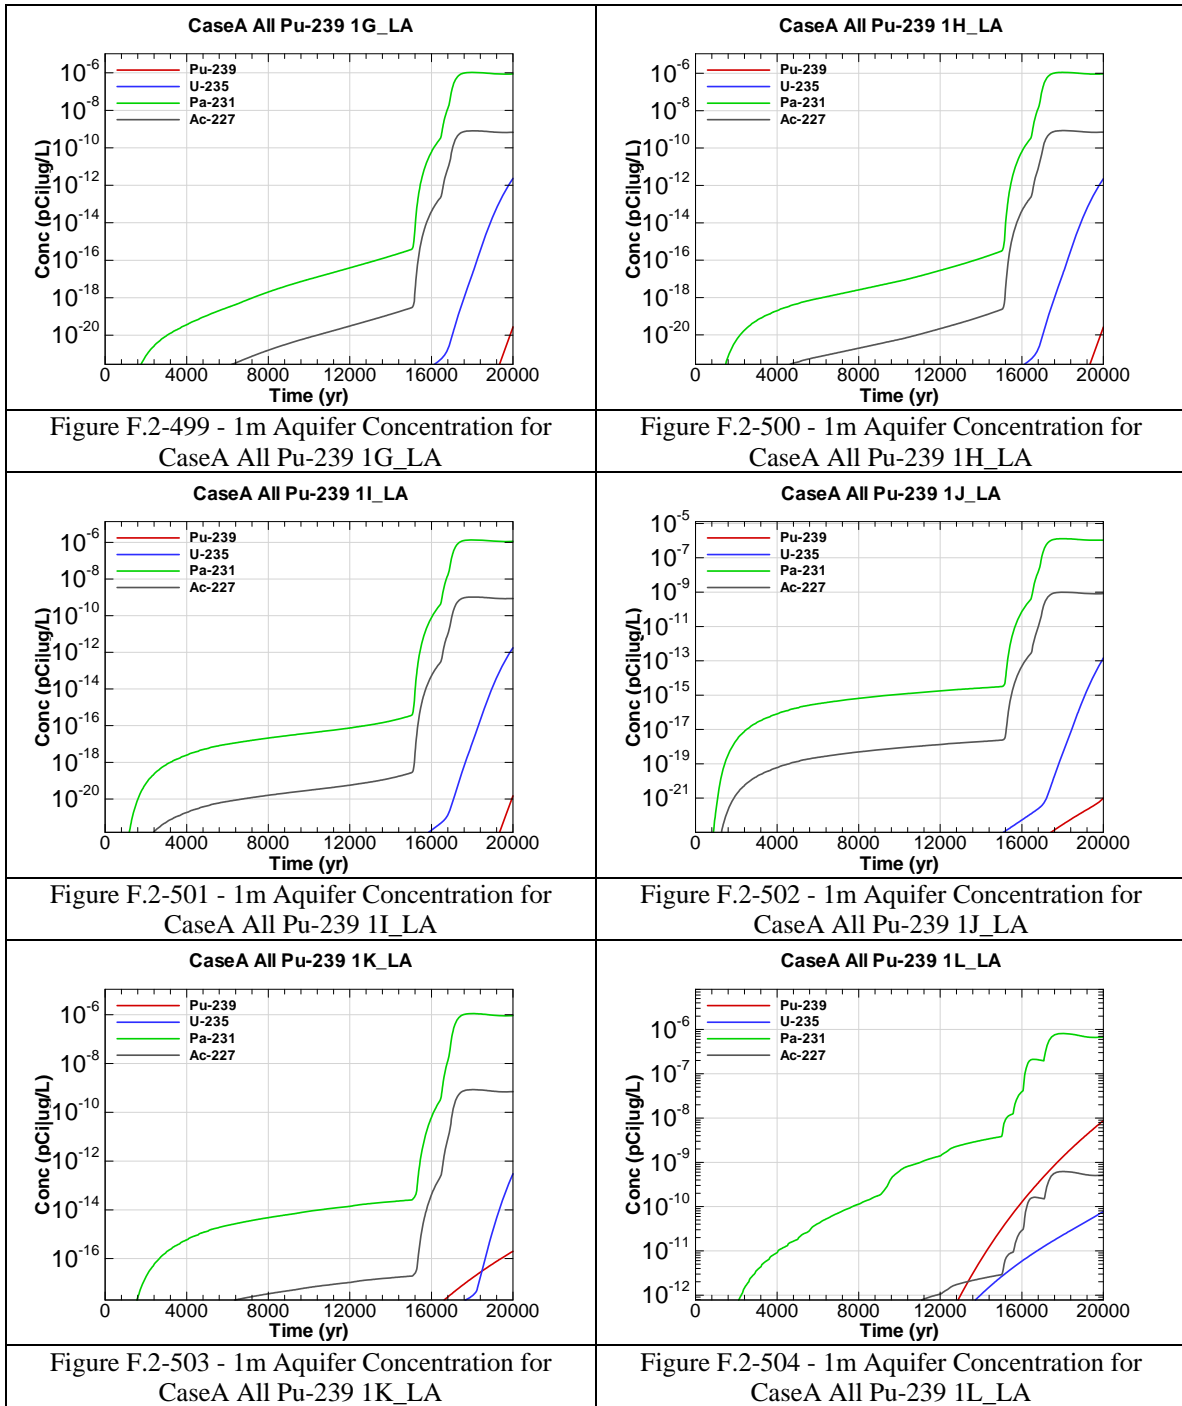 CaseA All Pu-239 1G_LA
Pu-239
U-235
Pa-231
Ac-227
Conc (pCi|ug/L)
10^-6
10^-8
10^-10
10^-12
10^-14
10^-16
10^-18
10^-20
0 4000 8000 12000 16000 20000
Time (yr)
Figure F.2-499 - 1m Aquifer Concentration for
CaseA All Pu-239 1G_LA
CaseA All Pu-239 1H_LA
Pu-239
U-235
Pa-231
Ac-227
Conc (pCi|ug/L)
10^-6
10^-8
10^-10
10^-12
10^-14
10^-16
10^-18
10^-20
0 4000 8000 12000 16000 20000
Time (yr)
Figure F.2-500 - 1m Aquifer Concentration for
CaseA All Pu-239 1H_LA
CaseA All Pu-239 1I_LA
Pu-239
U-235
Pa-231
Ac-227
Conc (pCi|ug/L)
10^-6
10^-8
10^-10
10^-12
10^-14
10^-16
10^-18
10^-20
0 4000 8000 12000 16000 20000
Time (yr)
Figure F.2-501 - 1m Aquifer Concentration for
CaseA All Pu-239 1I_LA
CaseA All Pu-239 1J_LA
Pu-239
U-235
Pa-231
Ac-227
Conc (pCi|ug/L)
10^-5
10^-7
10^-9
10^-11
10^-13
10^-15
10^-17
10^-19
10^-21
0 4000 8000 12000 16000 20000
Time (yr)
Figure F.2-502 - 1m Aquifer Concentration for
CaseA All Pu-239 1J_LA
CaseA All Pu-239 1K_LA
Pu-239
U-235
Pa-231
Ac-227
Conc (pCi|ug/L)
10^-6
10^-8
10^-10
10^-12
10^-14
10^-16
0 4000 8000 12000 16000 20000
Time (yr)
Figure F.2-503 - 1m Aquifer Concentration for
CaseA All Pu-239 1K_LA
CaseA All Pu-239 1L_LA
Pu-239
U-235
Pa-231
Ac-227
Conc (pCi|ug/L)
10^-6
10^-7
10^-8
10^-9
10^-10
10^-11
10^-12
0 4000 8000 12000 16000 20000
Time (yr)
Figure F.2-504 - 1m Aquifer Concentration for
CaseA All Pu-239 1L_LA